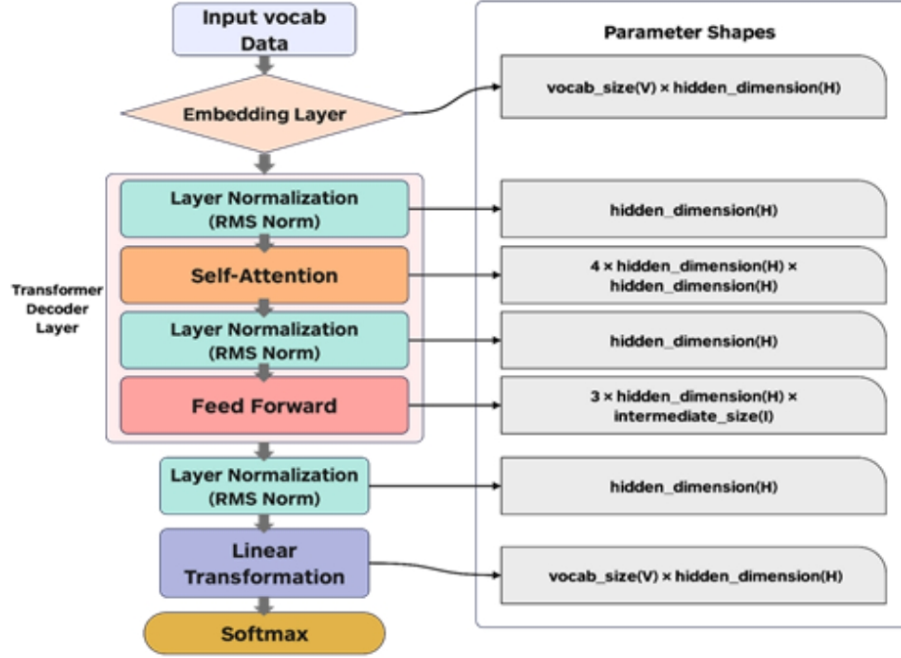 Input vocab
Data
Parameter Shapes
Embedding Layer
vocab_size(V) × hidden_dimension(H)
Transformer
Decoder
Layer
Layer Normalization
(RMS Norm)
hidden_dimension(H)
Self-Attention
4 × hidden_dimension(H) ×
hidden_dimension(H)
Layer Normalization
(RMS Norm)
hidden_dimension(H)
Feed Forward
3 × hidden_dimension(H) ×
intermediate_size(I)
Layer Normalization
(RMS Norm)
hidden_dimension(H)
Linear
Transformation
vocab_size(V) × hidden_dimension(H)
Softmax